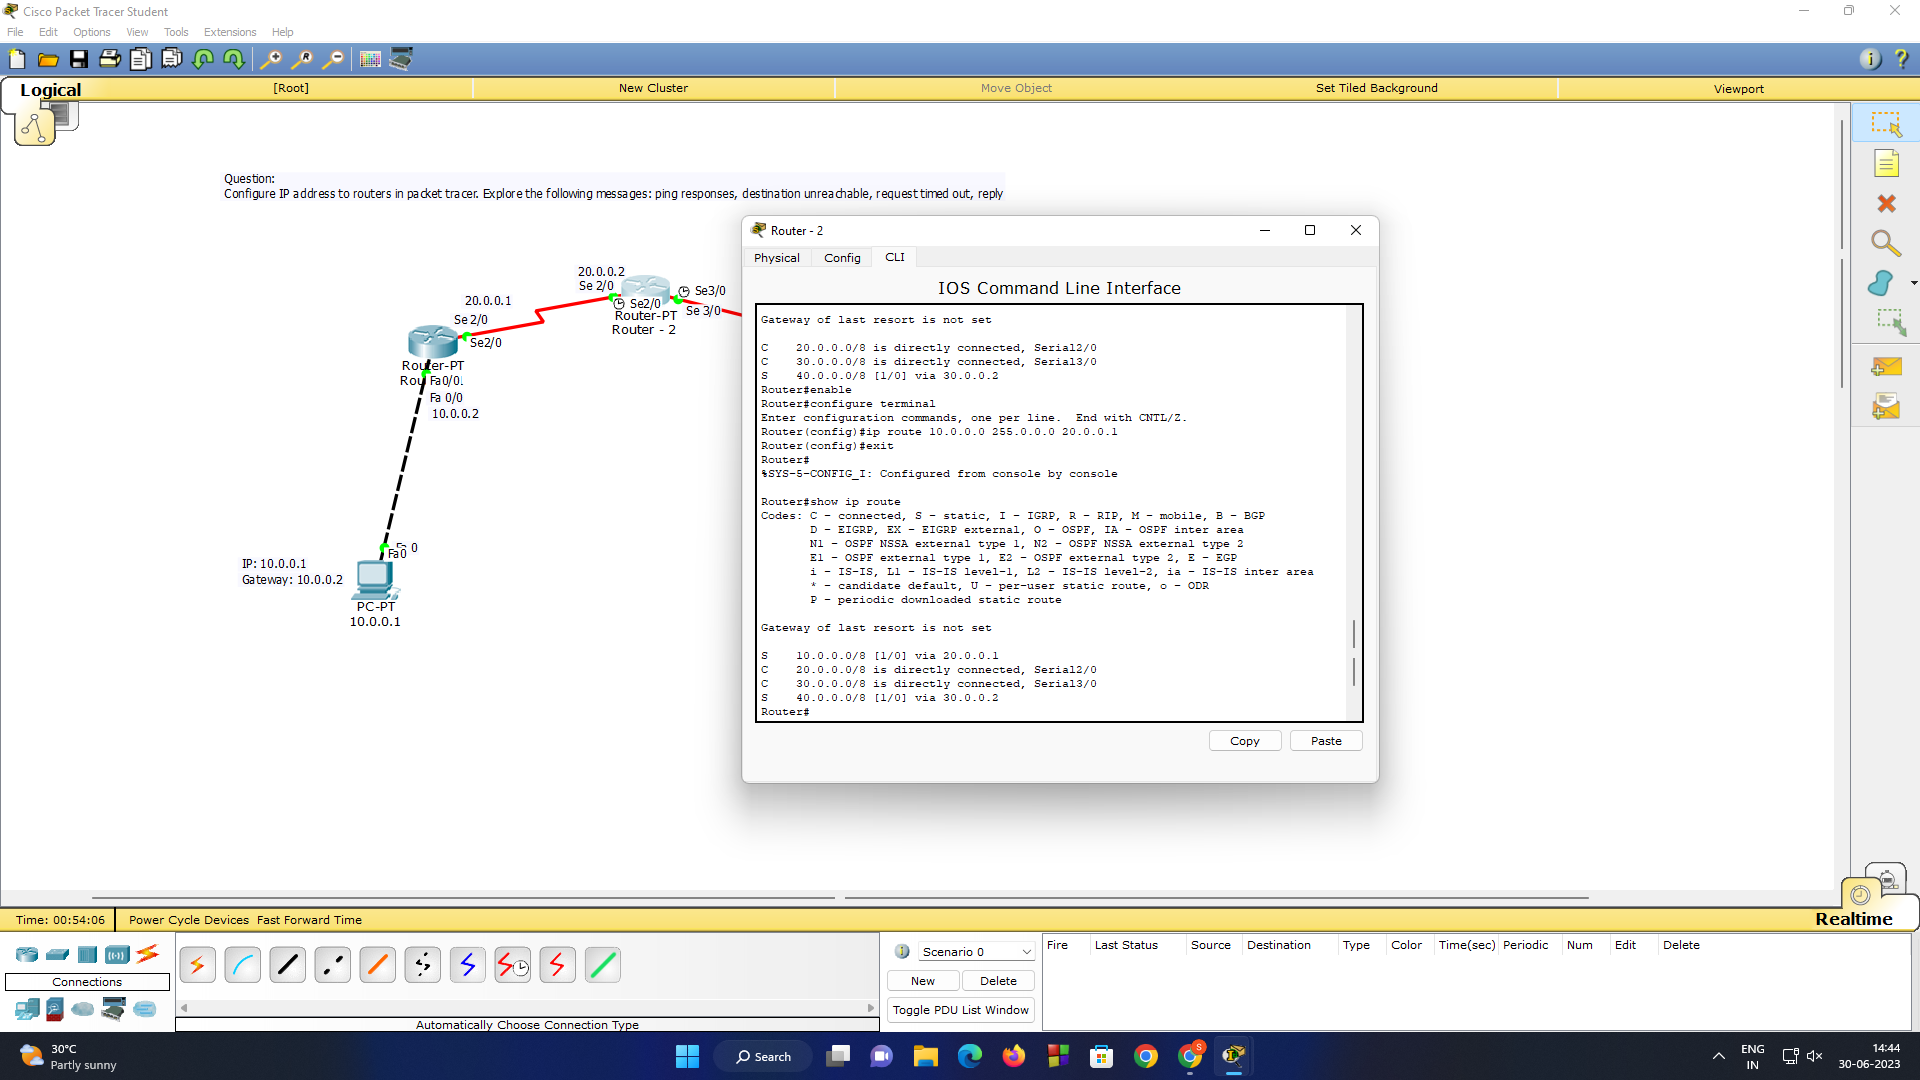 Cisco Packet Tracer Student
File Edit Options View Tools Extensions Help
Logical [Root] New Cluster Move Object Set Tiled Background Viewport
Question:
Configure IP address to routers in packet tracer. Explore the following messages: ping responses, destination unreachable, request timed out, reply
20.0.0.2
Se 2/0
Se3/0
Se2/0
Se 3/0
Router-PT
Router - 2
20.0.0.1
Se 2/0
Se2/0
Router-PT
Rou
Fa0/0
Fa 0/0
10.0.0.2
Fa0
0
IP: 10.0.0.1
Gateway: 10.0.0.2
PC-PT
10.0.0.1
Router - 2
Physical Config CLI
IOS Command Line Interface
Gateway of last resort is not set
C    20.0.0.0/8 is directly connected, Serial2/0
C    30.0.0.0/8 is directly connected, Serial3/0
S    40.0.0.0/8 [1/0] via 30.0.0.2
Router#enable
Router#configure terminal
Enter configuration commands, one per line.  End with CNTL/Z.
Router(config)#ip route 10.0.0.0 255.0.0.0 20.0.0.1
Router(config)#exit
Router#
%SYS-5-CONFIG_I: Configured from console by console
Router#show ip route
Codes: C - connected, S - static, I - IGRP, R - RIP, M - mobile, B - BGP
D - EIGRP, EX - EIGRP external, O - OSPF, IA - OSPF inter area
N1 - OSPF NSSA external type 1, N2 - OSPF NSSA external type 2
E1 - OSPF external type 1, E2 - OSPF external type 2, E - EGP
i - IS-IS, L1 - IS-IS level-1, L2 - IS-IS level-2, ia - IS-IS inter area
* - candidate default, U - per-user static route, o - ODR
P - periodic downloaded static route
Gateway of last resort is not set
S    10.0.0.0/8 [1/0] via 20.0.0.1
C    20.0.0.0/8 is directly connected, Serial2/0
C    30.0.0.0/8 is directly connected, Serial3/0
S    40.0.0.0/8 [1/0] via 30.0.0.2
Router#
Copy Paste
Time: 00:54:06 Power Cycle Devices Fast Forward Time Realtime
Connections
Automatically Choose Connection Type
Scenario 0
New Delete
Toggle PDU List Window
Fire Last Status Source Destination Type Color Time(sec) Periodic Num Edit Delete
30°C
Partly sunny
Search
S
ENG
IN
14:44
30-06-2023